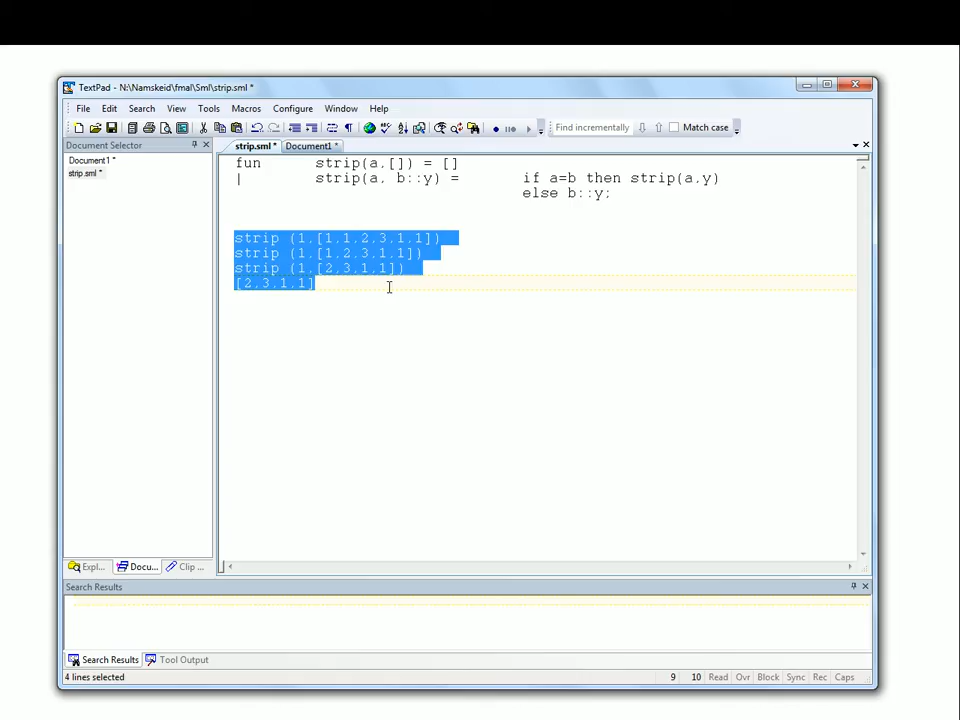 TextPad - N:\Namskeid\fmal\Sml\strip.sml *
File Edit Search View Tools Macros Configure Window Help
Find incrementally Match case
Document Selector
strip.sml * Document1 *
Document1 *
strip.sml *
fun strip(a,[]) = []
| strip(a, b::y) = if a=b then strip(a,y)
else b::y;
strip (1,[1,1,2,3,1,1])
strip (1,[1,2,3,1,1])
strip (1,[2,3,1,1])
[2,3,1,1]
Expl... Docu... Clip ...
Search Results
Search Results Tool Output
4 lines selected 9 10 Read Ovr Block Sync Rec Caps